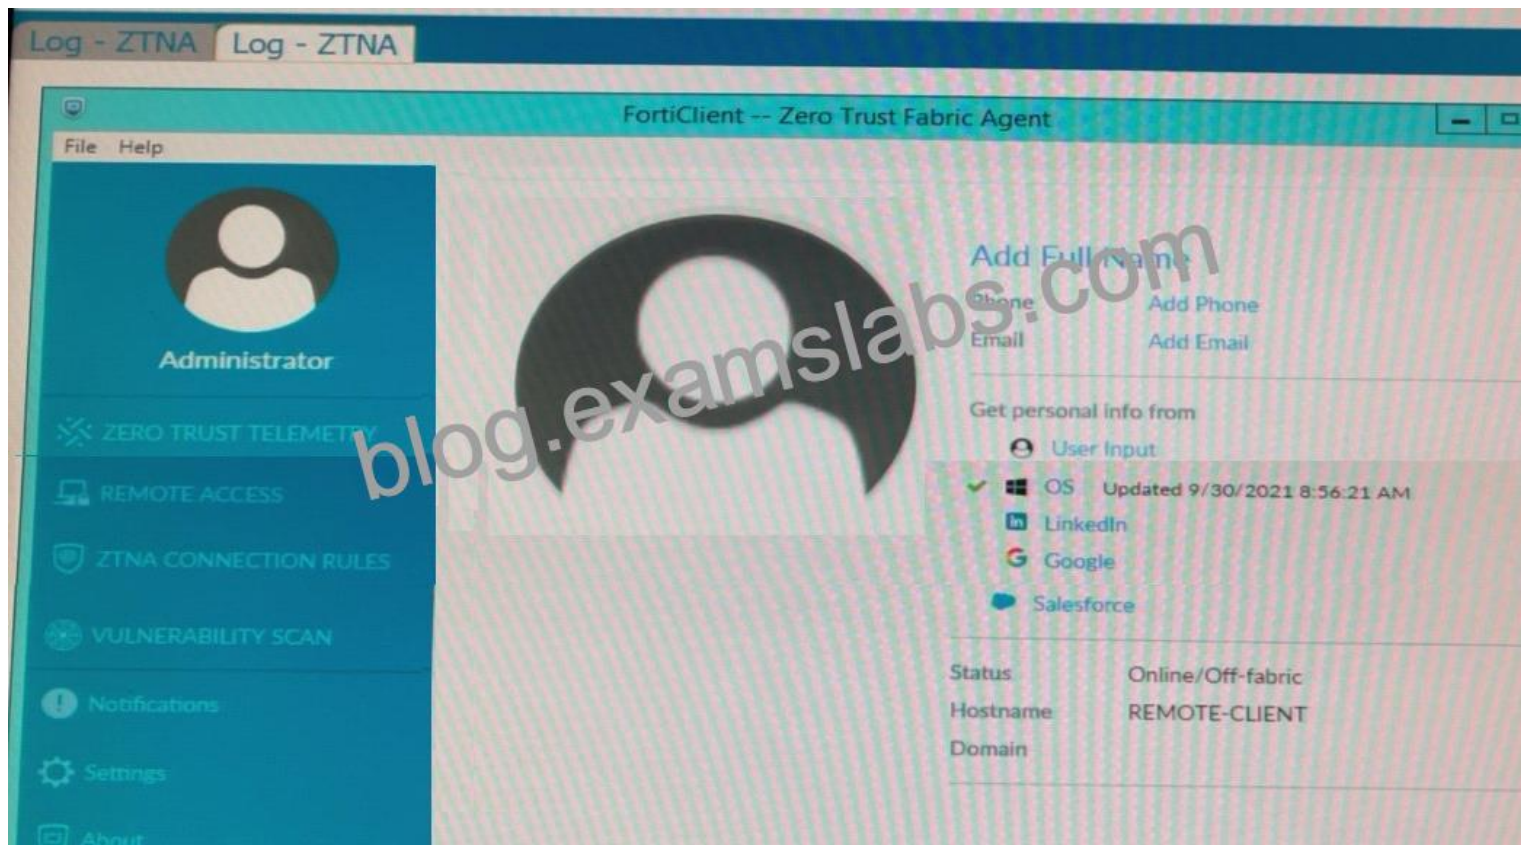 Log - ZTNA Log - ZTNA
FortiClient -- Zero Trust Fabric Agent
File Help
Administrator
ZERO TRUST TELEMETRY
REMOTE ACCESS
ZTNA CONNECTION RULES
VULNERABILITY SCAN
Notifications
Settings
About
Add Full Name
Phone Add Phone
Email Add Email
Get personal info from
User Input
OS Updated 9/30/2021 8:56:21 AM
LinkedIn
Google
Salesforce
Status Online/Off-fabric
Hostname REMOTE-CLIENT
Domain
blog.examslabs.com